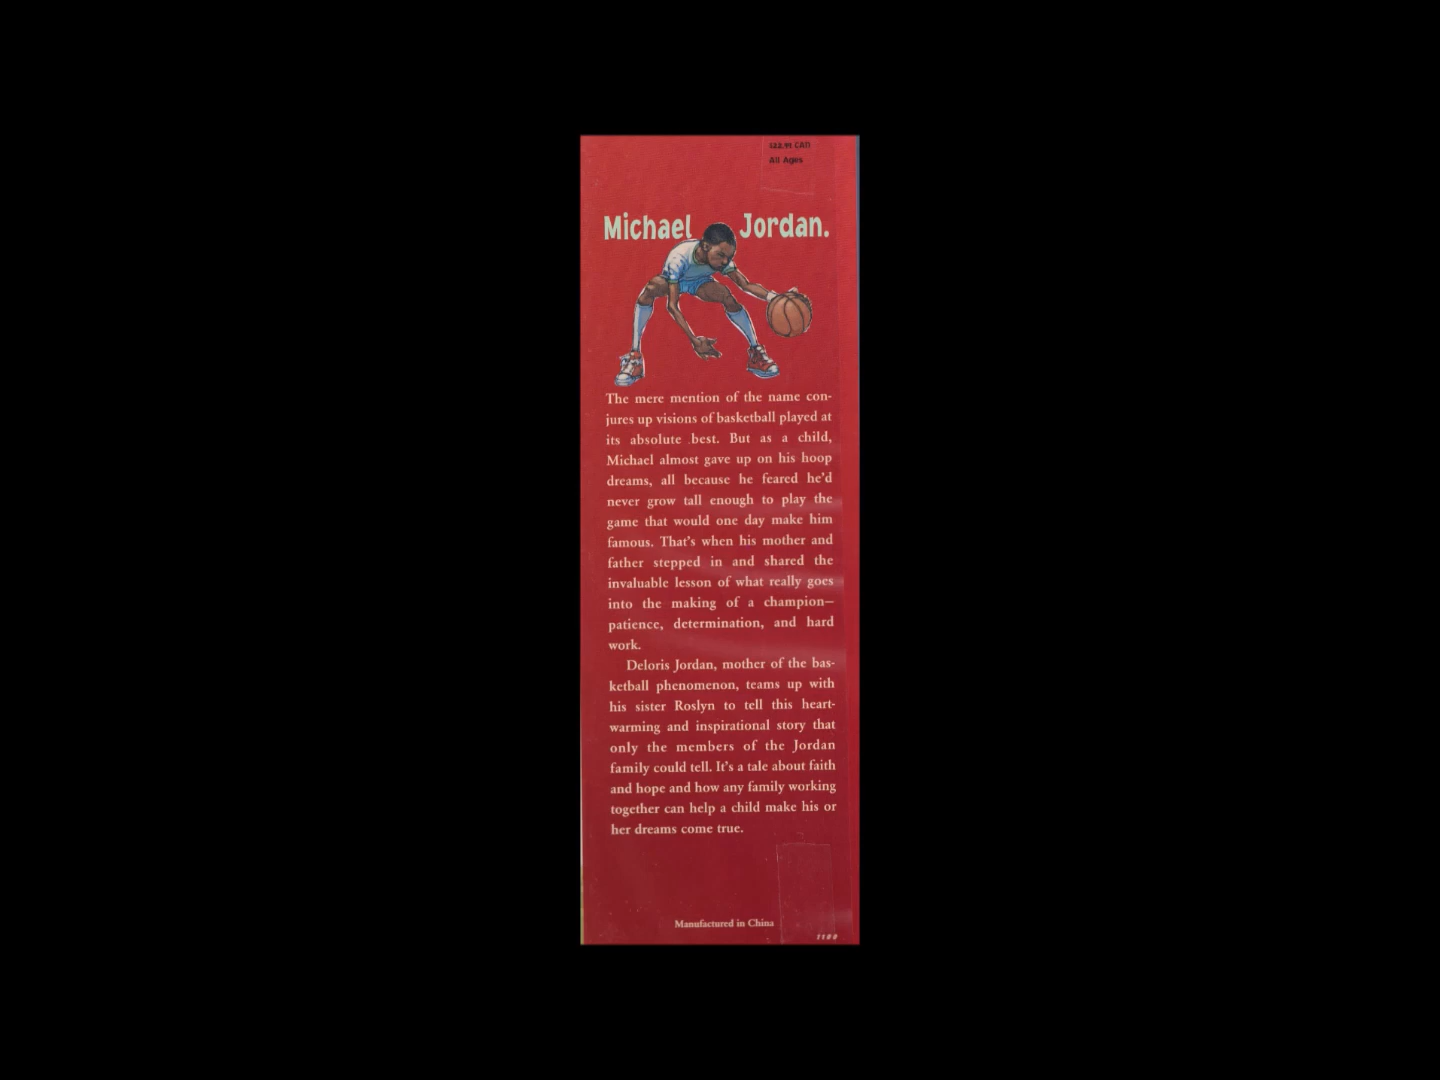 $22.95 CAN
All Ages
Michael Jordan.
The mere mention of the name con-
jures up visions of basketball played at
its absolute best. But as a child,
Michael almost gave up on his hoop
dreams, all because he feared he'd
never grow tall enough to play the
game that would one day make him
famous. That's when his mother and
father stepped in and shared the
invaluable lesson of what really goes
into the making of a champion—
patience, determination, and hard
work.
Deloris Jordan, mother of the bas-
ketball phenomenon, teams up with
his sister Roslyn to tell this heart-
warming and inspirational story that
only the members of the Jordan
family could tell. It's a tale about faith
and hope and how any family working
together can help a child make his or
her dreams come true.
Manufactured in China